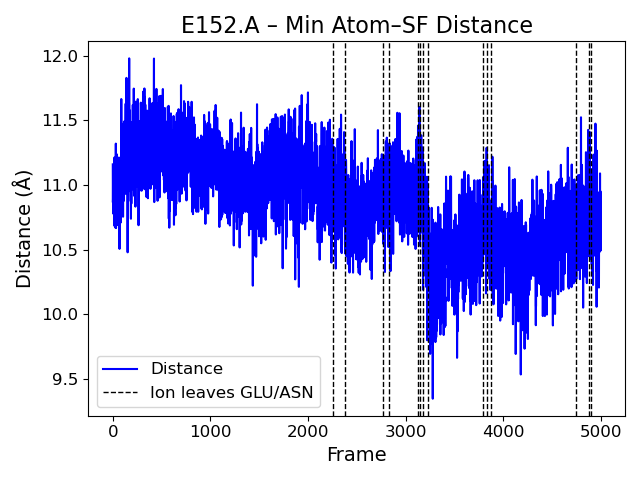 E152.A – Min Atom–SF Distance
12.0
11.5
11.0
10.5
10.0
9.5
Distance (Å)
Distance
Ion leaves GLU/ASN
0 1000 2000 3000 4000 5000
Frame